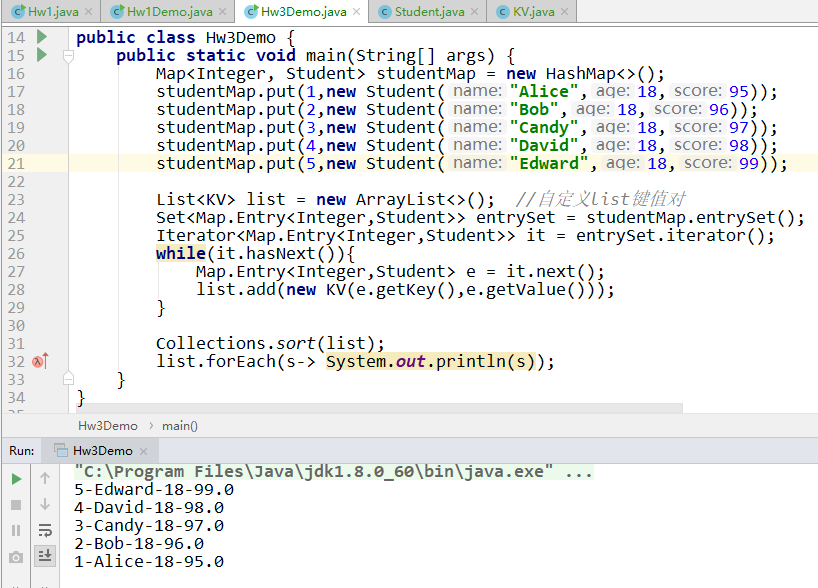 Hw1.java × Hw1Demo.java × Hw3Demo.java × Student.java × KV.java ×
14 public class Hw3Demo {
15 public static void main(String[] args) {
16 Map<Integer, Student> studentMap = new HashMap<>();
17 studentMap.put(1,new Student( name: "Alice", age: 18, score: 95));
18 studentMap.put(2,new Student( name: "Bob", age: 18, score: 96));
19 studentMap.put(3,new Student( name: "Candy", age: 18, score: 97));
20 studentMap.put(4,new Student( name: "David", age: 18, score: 98));
21 studentMap.put(5,new Student( name: "Edward", age: 18, score: 99));
22
23 List<KV> list = new ArrayList<>(); //自定义list键值对
24 Set<Map.Entry<Integer,Student>> entrySet = studentMap.entrySet();
25 Iterator<Map.Entry<Integer,Student>> it = entrySet.iterator();
26 while(it.hasNext()){
27 Map.Entry<Integer,Student> e = it.next();
28 list.add(new KV(e.getKey(),e.getValue()));
29 }
30
31 Collections.sort(list);
32 list.forEach(s-> System.out.println(s));
33 }
34 }
Hw3Demo › main()
Run: Hw3Demo ×
"C:\Program Files\Java\jdk1.8.0_60\bin\java.exe" ...
5-Edward-18-99.0
4-David-18-98.0
3-Candy-18-97.0
2-Bob-18-96.0
1-Alice-18-95.0